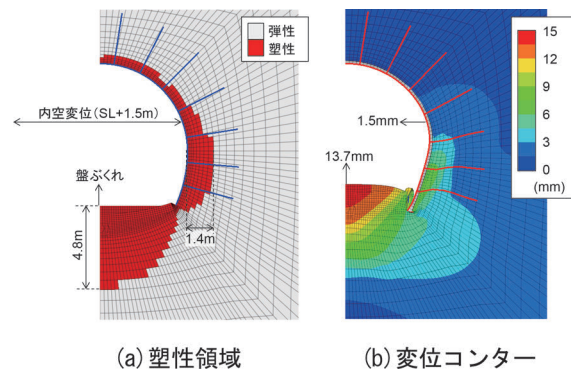 弾性
塑性
内空変位(SL+1.5m)
盤ぶくれ
4.8m
1.4m
(a)塑性領域
15
12
9
6
3
0
(mm)
1.5mm
13.7mm
(b)変位コンター